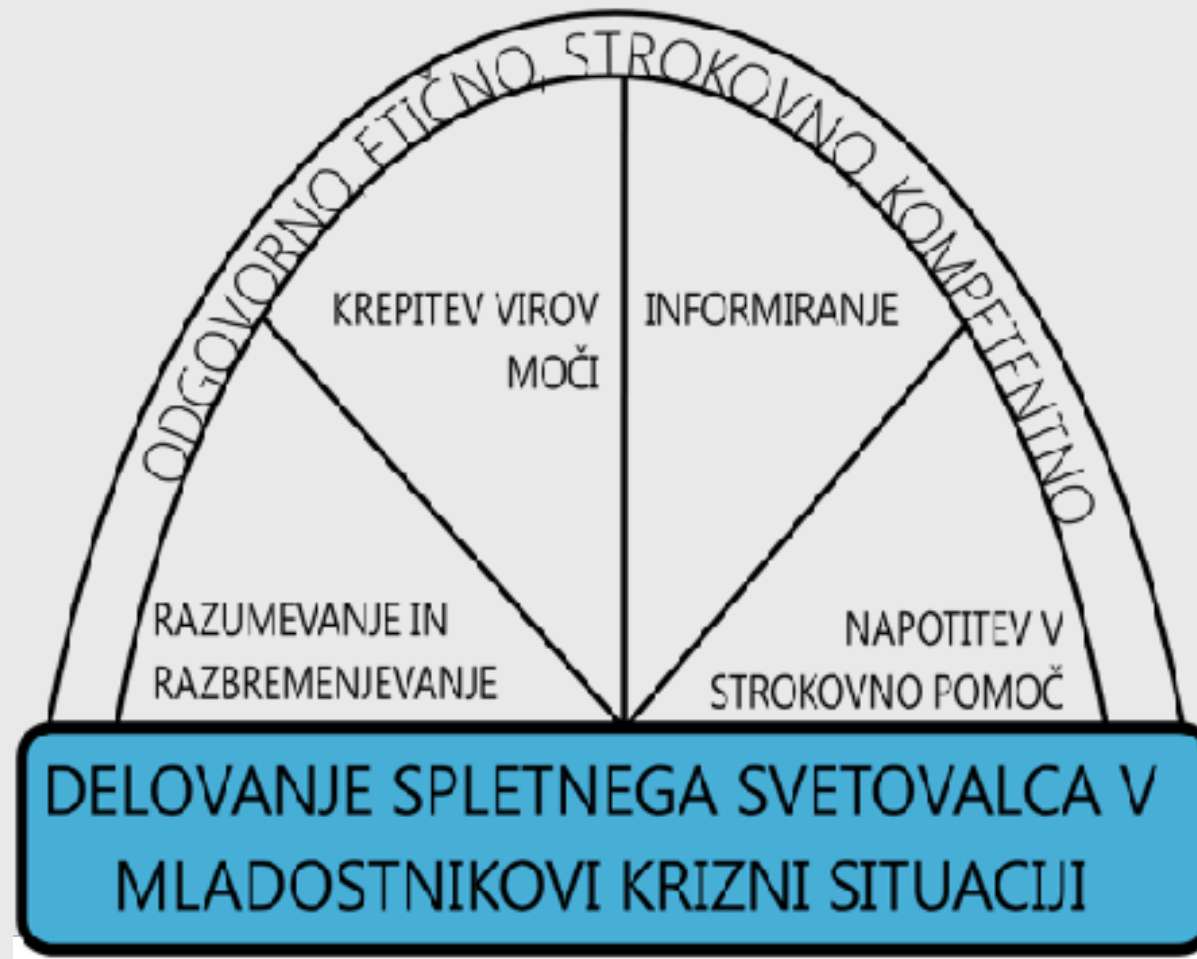 ODGOVORNO, ETIČNO, STROKOVNO, KOMPETENTNO
KREPITEV VIROV
MOČI
INFORMIRANJE
RAZUMEVANJE IN
RAZBREMENJEVANJE
NAPOTITEV V
STROKOVNO POMOČ
DELOVANJE SPLETNEGA SVETOVALCA V
MLADOSTNIKOVI KRIZNI SITUACIJI